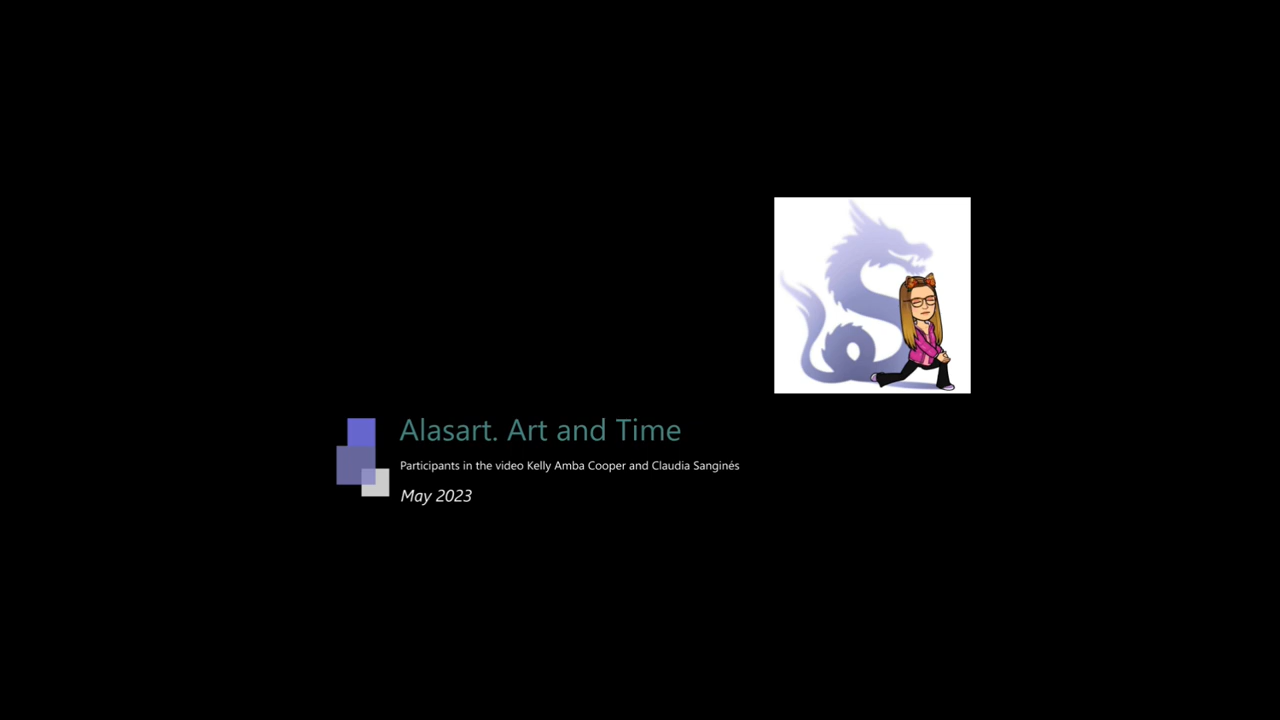 Alasart. Art and Time
Participants in the video Kelly Amba Cooper and Claudia Sanginés
May 2023